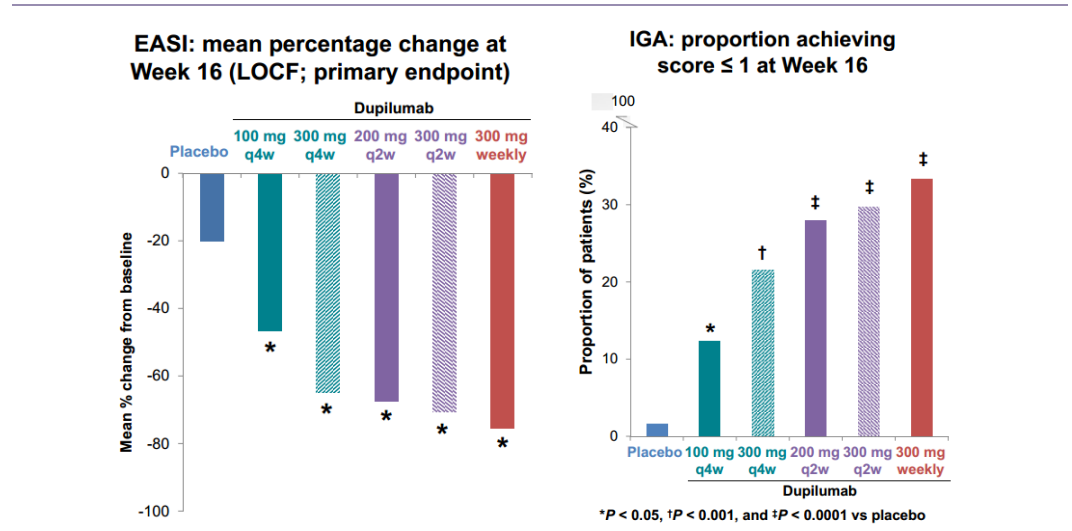 EASI: mean percentage change at
Week 16 (LOCF; primary endpoint)
Dupilumab
Placebo
100 mg
q4w
300 mg
q4w
200 mg
q2w
300 mg
q2w
300 mg
weekly
0
-20
-40
-60
-80
-100
Mean % change from baseline
*
*
*
*
*
IGA: proportion achieving
score ≤ 1 at Week 16
100
40
30
20
10
0
Proportion of patients (%)
*
†
‡
‡
‡
Placebo
100 mg
q4w
300 mg
q4w
200 mg
q2w
300 mg
q2w
300 mg
weekly
Dupilumab
*P < 0.05, †P < 0.001, and ‡P < 0.0001 vs placebo